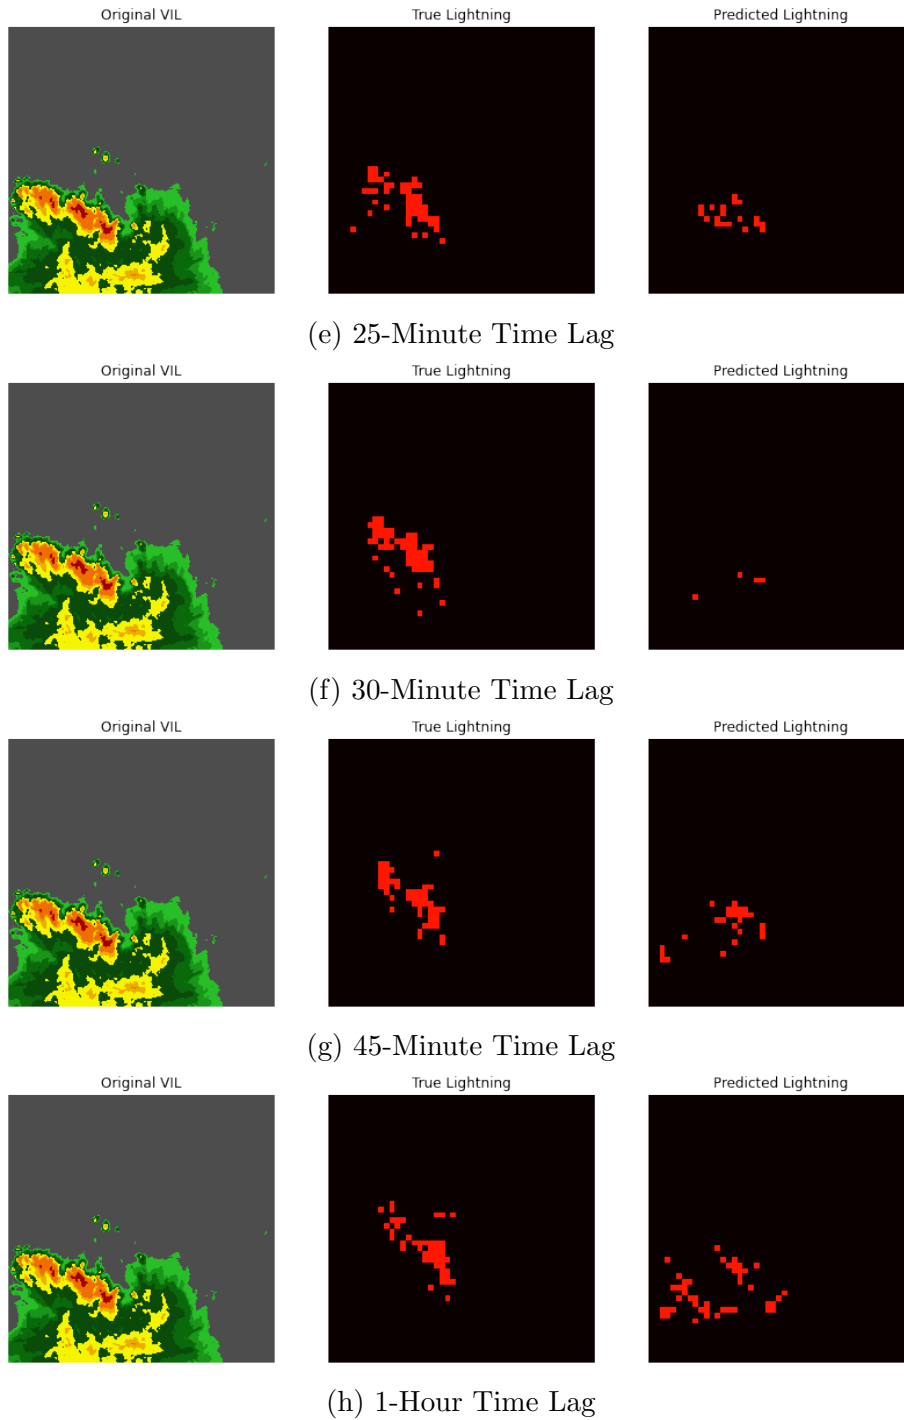 Original VIL True Lightning Predicted Lightning
(e) 25-Minute Time Lag
Original VIL True Lightning Predicted Lightning
(f) 30-Minute Time Lag
Original VIL True Lightning Predicted Lightning
(g) 45-Minute Time Lag
Original VIL True Lightning Predicted Lightning
(h) 1-Hour Time Lag